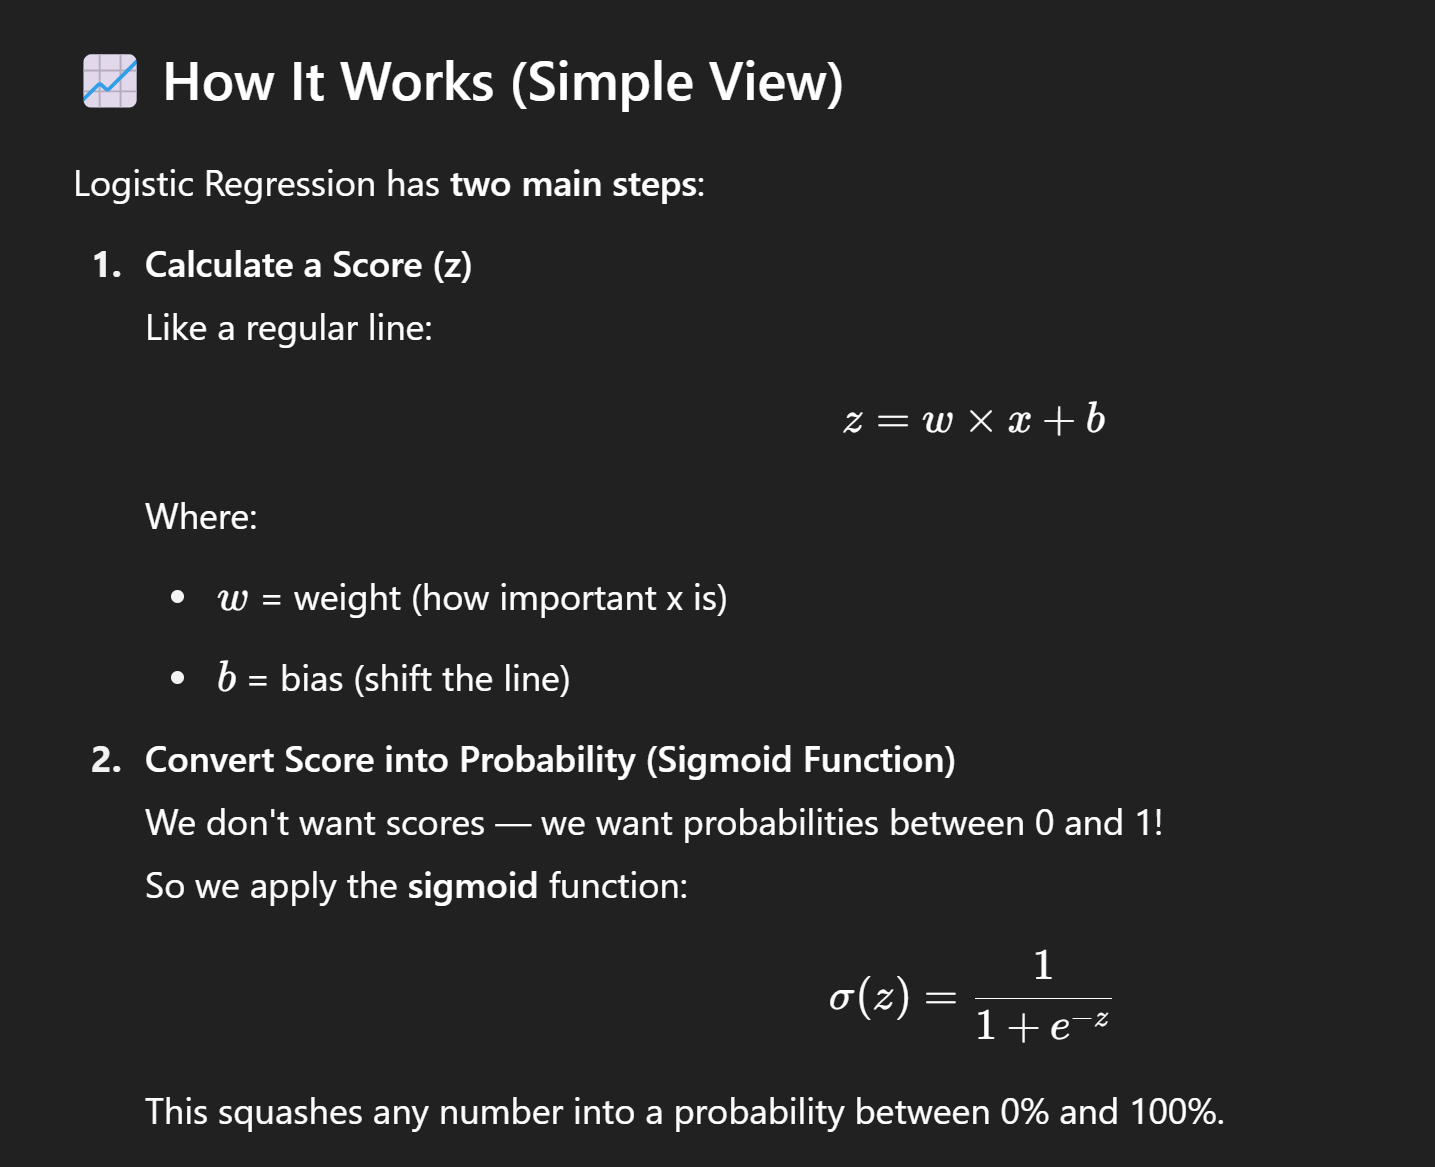 📈 How It Works (Simple View)
Logistic Regression has two main steps:
1. Calculate a Score (z)
Like a regular line:
z = w × x + b
Where:
• w = weight (how important x is)
• b = bias (shift the line)
2. Convert Score into Probability (Sigmoid Function)
We don't want scores — we want probabilities between 0 and 1!
So we apply the sigmoid function:
σ(z) = 1 / (1 + e^{−z})
This squashes any number into a probability between 0% and 100%.